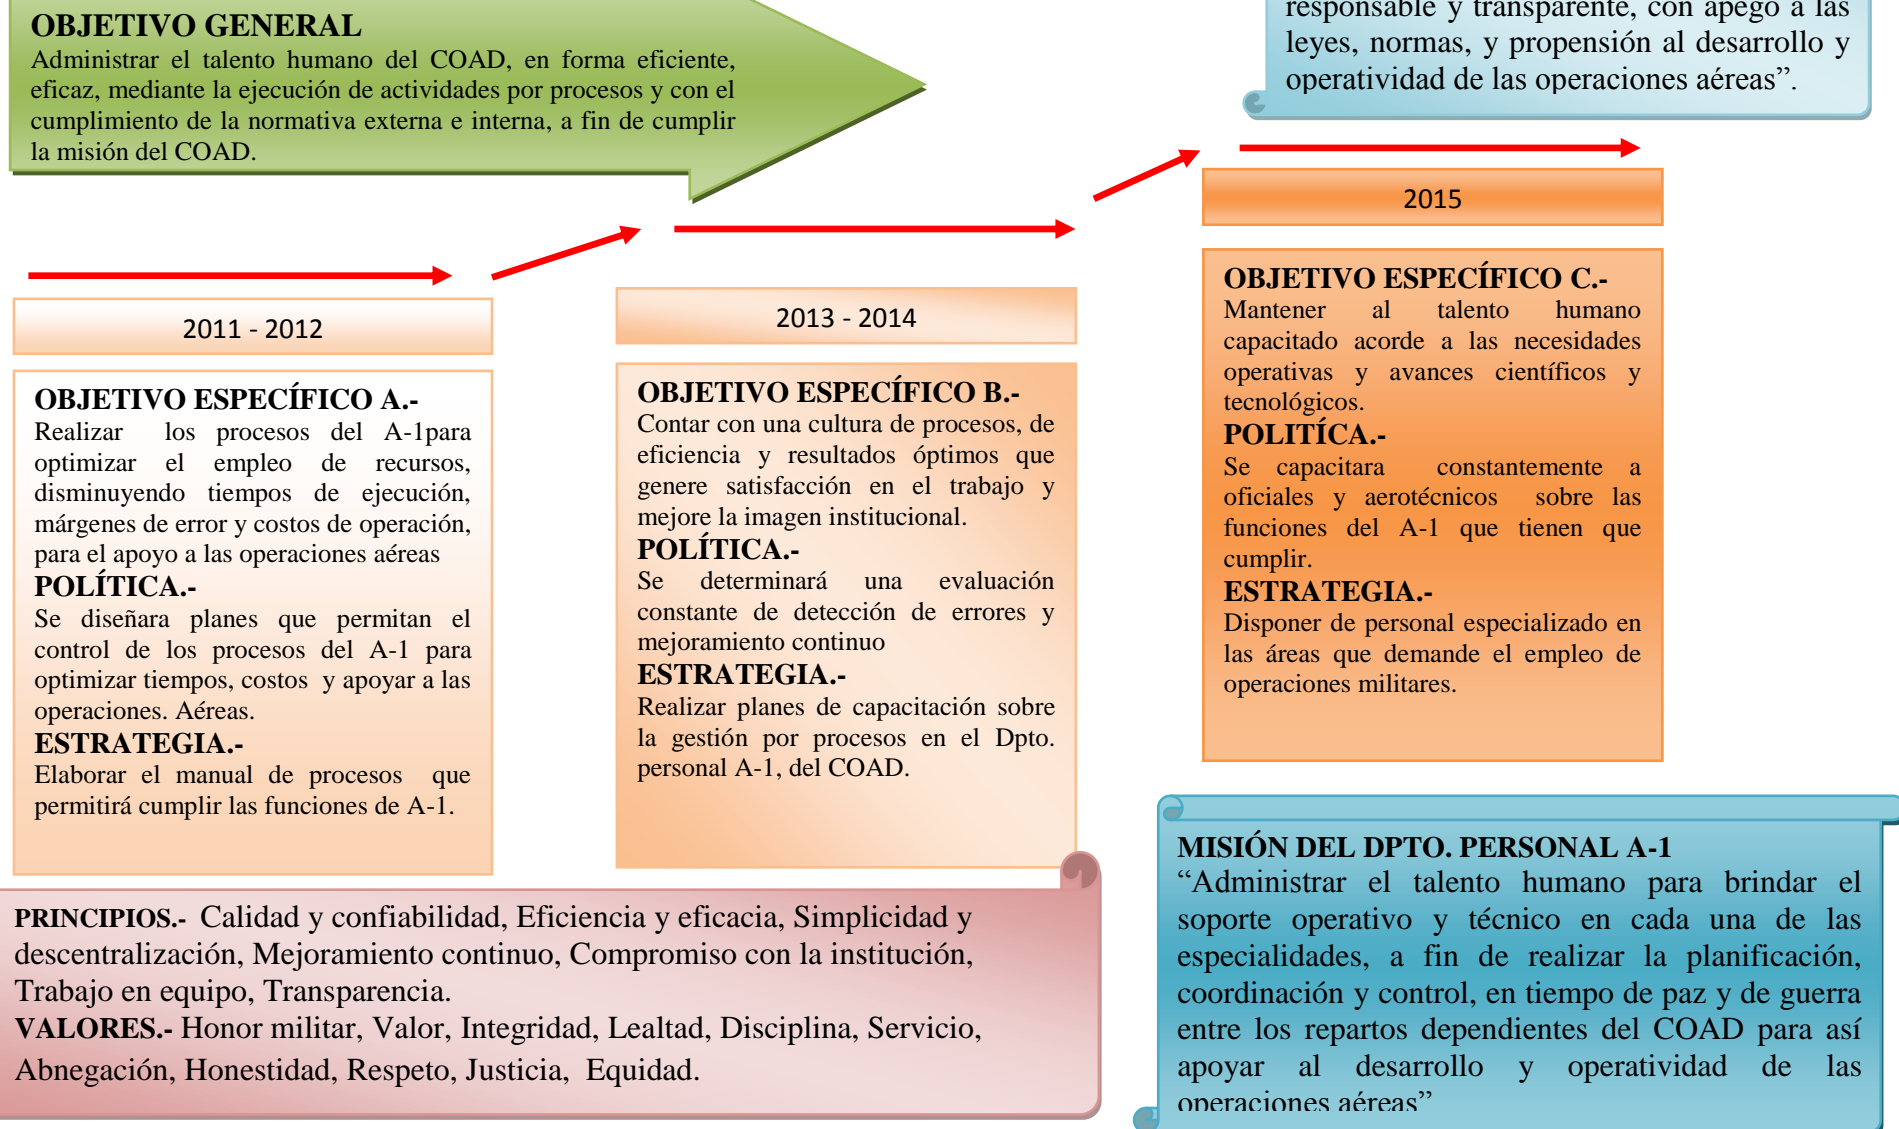 OBJETIVO GENERAL
Administrar el talento humano del COAD, en forma eficiente,
eficaz, mediante la ejecución de actividades por procesos y con el
cumplimiento de la normativa externa e interna, a fin de cumplir
la misión del COAD.
responsable y transparente, con apego a las
leyes, normas, y propensión al desarrollo y
operatividad de las operaciones aéreas”.
2011 - 2012
OBJETIVO ESPECÍFICO A.-
Realizar los procesos del A-1para
optimizar el empleo de recursos,
disminuyendo tiempos de ejecución,
márgenes de error y costos de operación,
para el apoyo a las operaciones aéreas
POLÍTICA.-
Se diseñara planes que permitan el
control de los procesos del A-1 para
optimizar tiempos, costos y apoyar a las
operaciones. Aéreas.
ESTRATEGIA.-
Elaborar el manual de procesos que
permitirá cumplir las funciones de A-1.
2013 - 2014
OBJETIVO ESPECÍFICO B.-
Contar con una cultura de procesos, de
eficiencia y resultados óptimos que
genere satisfacción en el trabajo y
mejore la imagen institucional.
POLÍTICA.-
Se determinará una evaluación
constante de detección de errores y
mejoramiento continuo
ESTRATEGIA.-
Realizar planes de capacitación sobre
la gestión por procesos en el Dpto.
personal A-1, del COAD.
2015
OBJETIVO ESPECÍFICO C.-
Mantener al talento humano
capacitado acorde a las necesidades
operativas y avances científicos y
tecnológicos.
POLITÍCA.-
Se capacitara constantemente a
oficiales y aerotécnicos sobre las
funciones del A-1 que tienen que
cumplir.
ESTRATEGIA.-
Disponer de personal especializado en
las áreas que demande el empleo de
operaciones militares.
PRINCIPIOS.- Calidad y confiabilidad, Eficiencia y eficacia, Simplicidad y
descentralización, Mejoramiento continuo, Compromiso con la institución,
Trabajo en equipo, Transparencia.
VALORES.- Honor militar, Valor, Integridad, Lealtad, Disciplina, Servicio,
Abnegación, Honestidad, Respeto, Justicia, Equidad.
MISIÓN DEL DPTO. PERSONAL A-1
“Administrar el talento humano para brindar el
soporte operativo y técnico en cada una de las
especialidades, a fin de realizar la planificación,
coordinación y control, en tiempo de paz y de guerra
entre los repartos dependientes del COAD para así
apoyar al desarrollo y operatividad de las
operaciones aéreas”